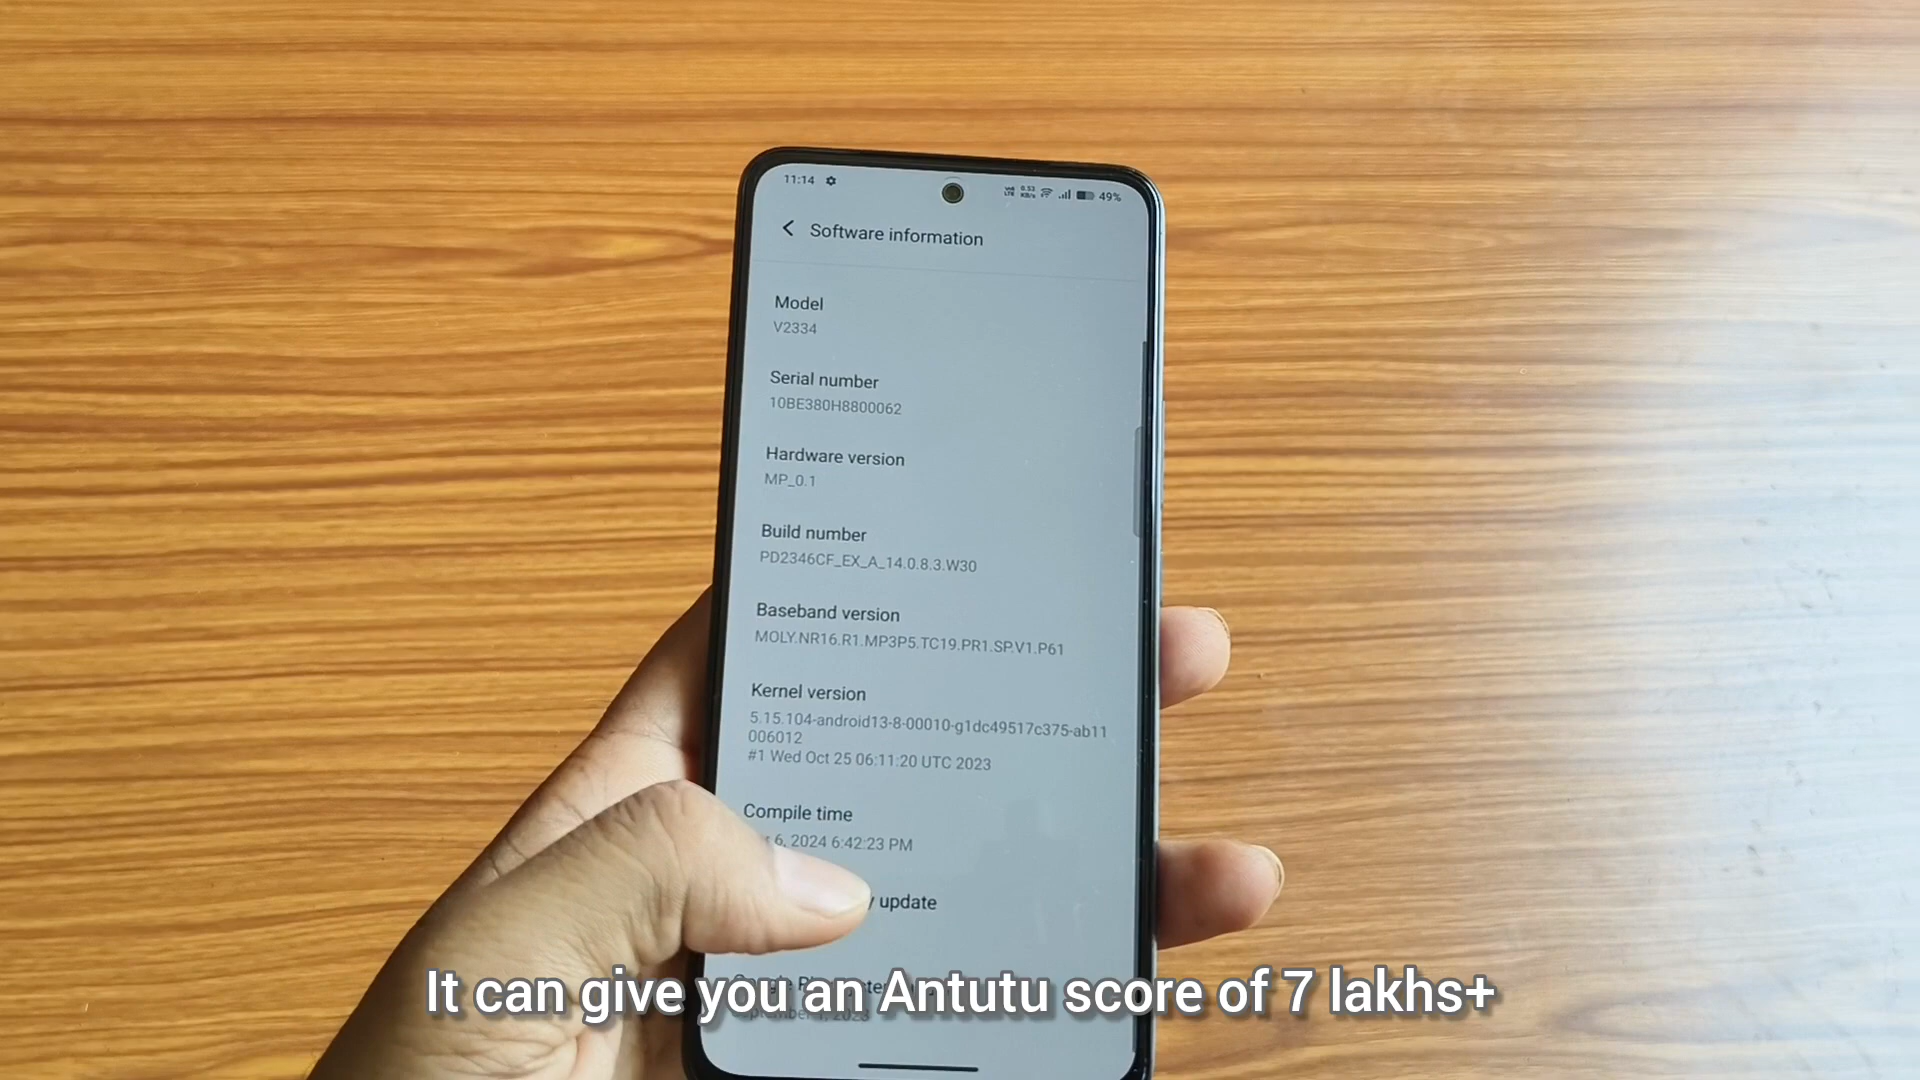 11:14
49%
Software information
Model
V2334
Serial number
10BE380H8800062
Hardware version
MP_0.1
Build number
PD2346CF_EX_A_14.0.8.3.W30
Baseband version
MOLY.NR16.R1.MP3P5.TC19.PR1.SP.V1.P61
Kernel version
5.15.104-android13-8-00010-g1dc49517c375-ab11
006012
#1 Wed Oct 25 06:11:20 UTC 2023
Compile time
6, 2024 6:42:23 PM
update
It can give you an Antutu score of 7 lakhs+